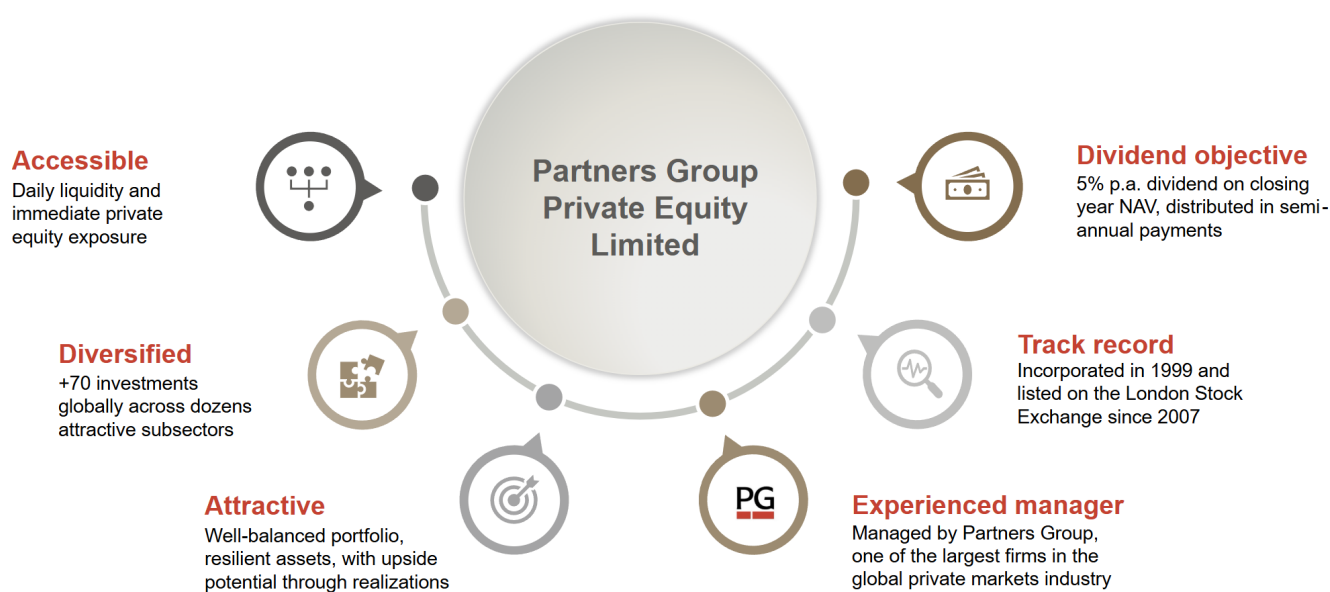 Partners Group
Private Equity
Limited
Accessible
Daily liquidity and
immediate private
equity exposure
Diversified
+70 investments
globally across dozens
attractive subsectors
Attractive
Well-balanced portfolio,
resilient assets, with upside
potential through realizations
PG
Experienced manager
Managed by Partners Group,
one of the largest firms in the
global private markets industry
Track record
Incorporated in 1999 and
listed on the London Stock
Exchange since 2007
Dividend objective
5% p.a. dividend on closing
year NAV, distributed in semi-
annual payments